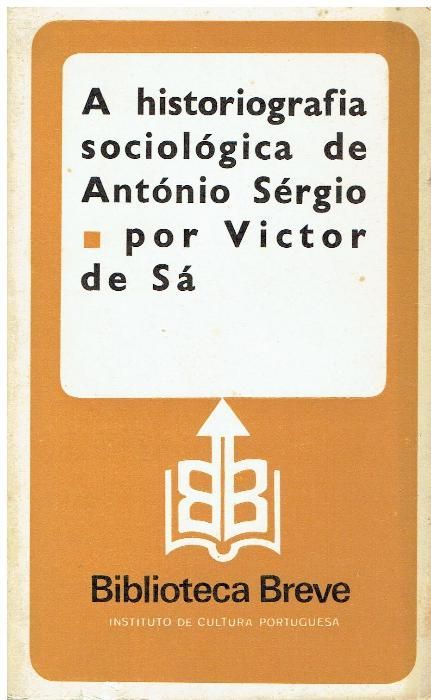 A historiografia
sociológica de
António Sérgio
▪ por Victor
de Sá
BB
Biblioteca Breve
INSTITUTO DE CULTURA PORTUGUESA